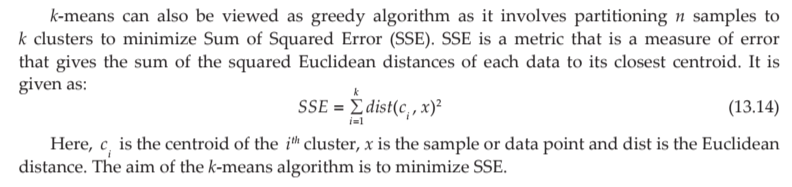 k-means can also be viewed as greedy algorithm as it involves partitioning n samples to
k clusters to minimize Sum of Squared Error (SSE). SSE is a metric that is a measure of error
that gives the sum of the squared Euclidean distances of each data to its closest centroid. It is
given as:
SSE = ∑_{i=1}^{k} dist(c_i, x)² (13.14)
Here, c_i is the centroid of the i^th cluster, x is the sample or data point and dist is the Euclidean
distance. The aim of the k-means algorithm is to minimize SSE.